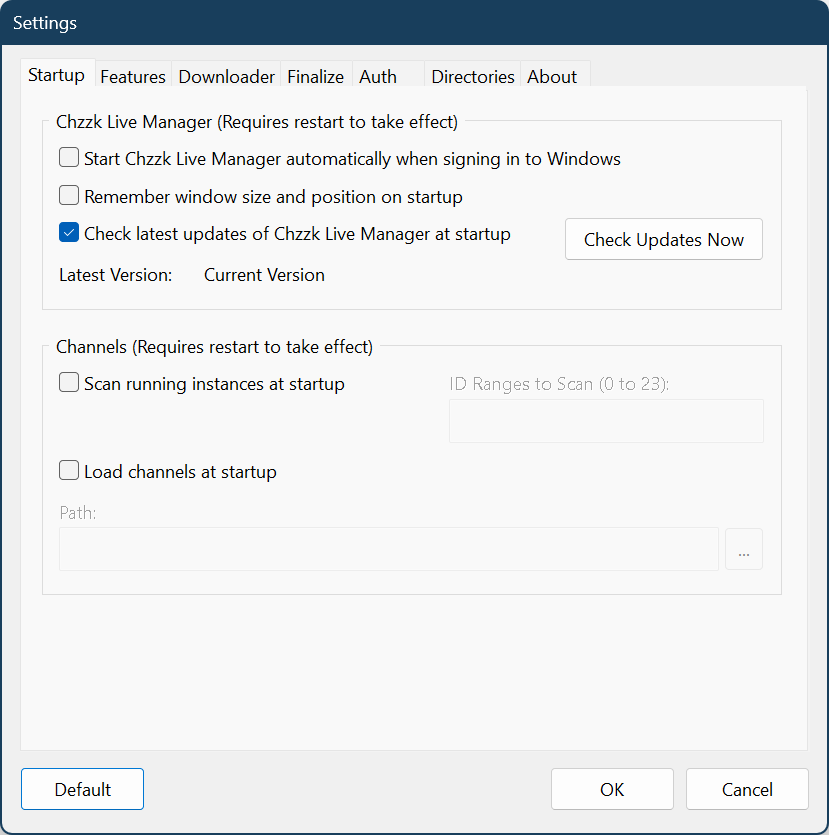 Settings
Startup Features Downloader Finalize Auth Directories About
Chzzk Live Manager (Requires restart to take effect)
Start Chzzk Live Manager automatically when signing in to Windows
Remember window size and position on startup
Check latest updates of Chzzk Live Manager at startup
Check Updates Now
Latest Version: Current Version
Channels (Requires restart to take effect)
Scan running instances at startup
ID Ranges to Scan (0 to 23):
Load channels at startup
Path:
...
Default OK Cancel